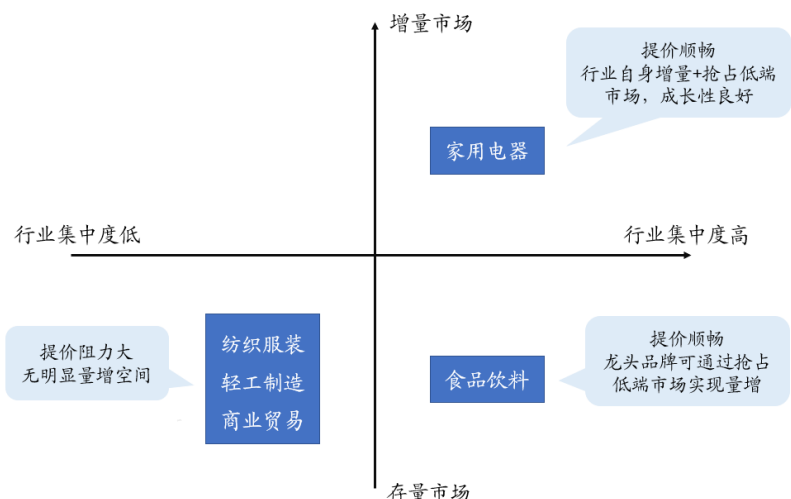 增量市场
提价顺畅
行业自身增量+抢占低端
市场，成长性良好
家用电器
行业集中度低
行业集中度高
提价阻力大
无明显量增空间
纺织服装
轻工制造
商业贸易
食品饮料
提价顺畅
龙头品牌可通过抢占
低端市场实现量增
存量市场